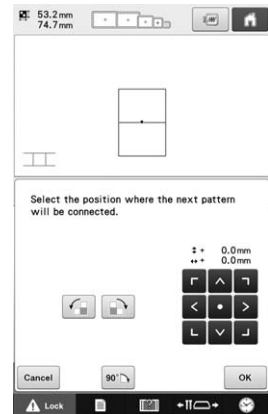 53.2mm
74.7mm
Select the position where the next pattern
will be connected.
+ 0.0mm
+ 0.0mm
Cancel
90°
OK
Lock